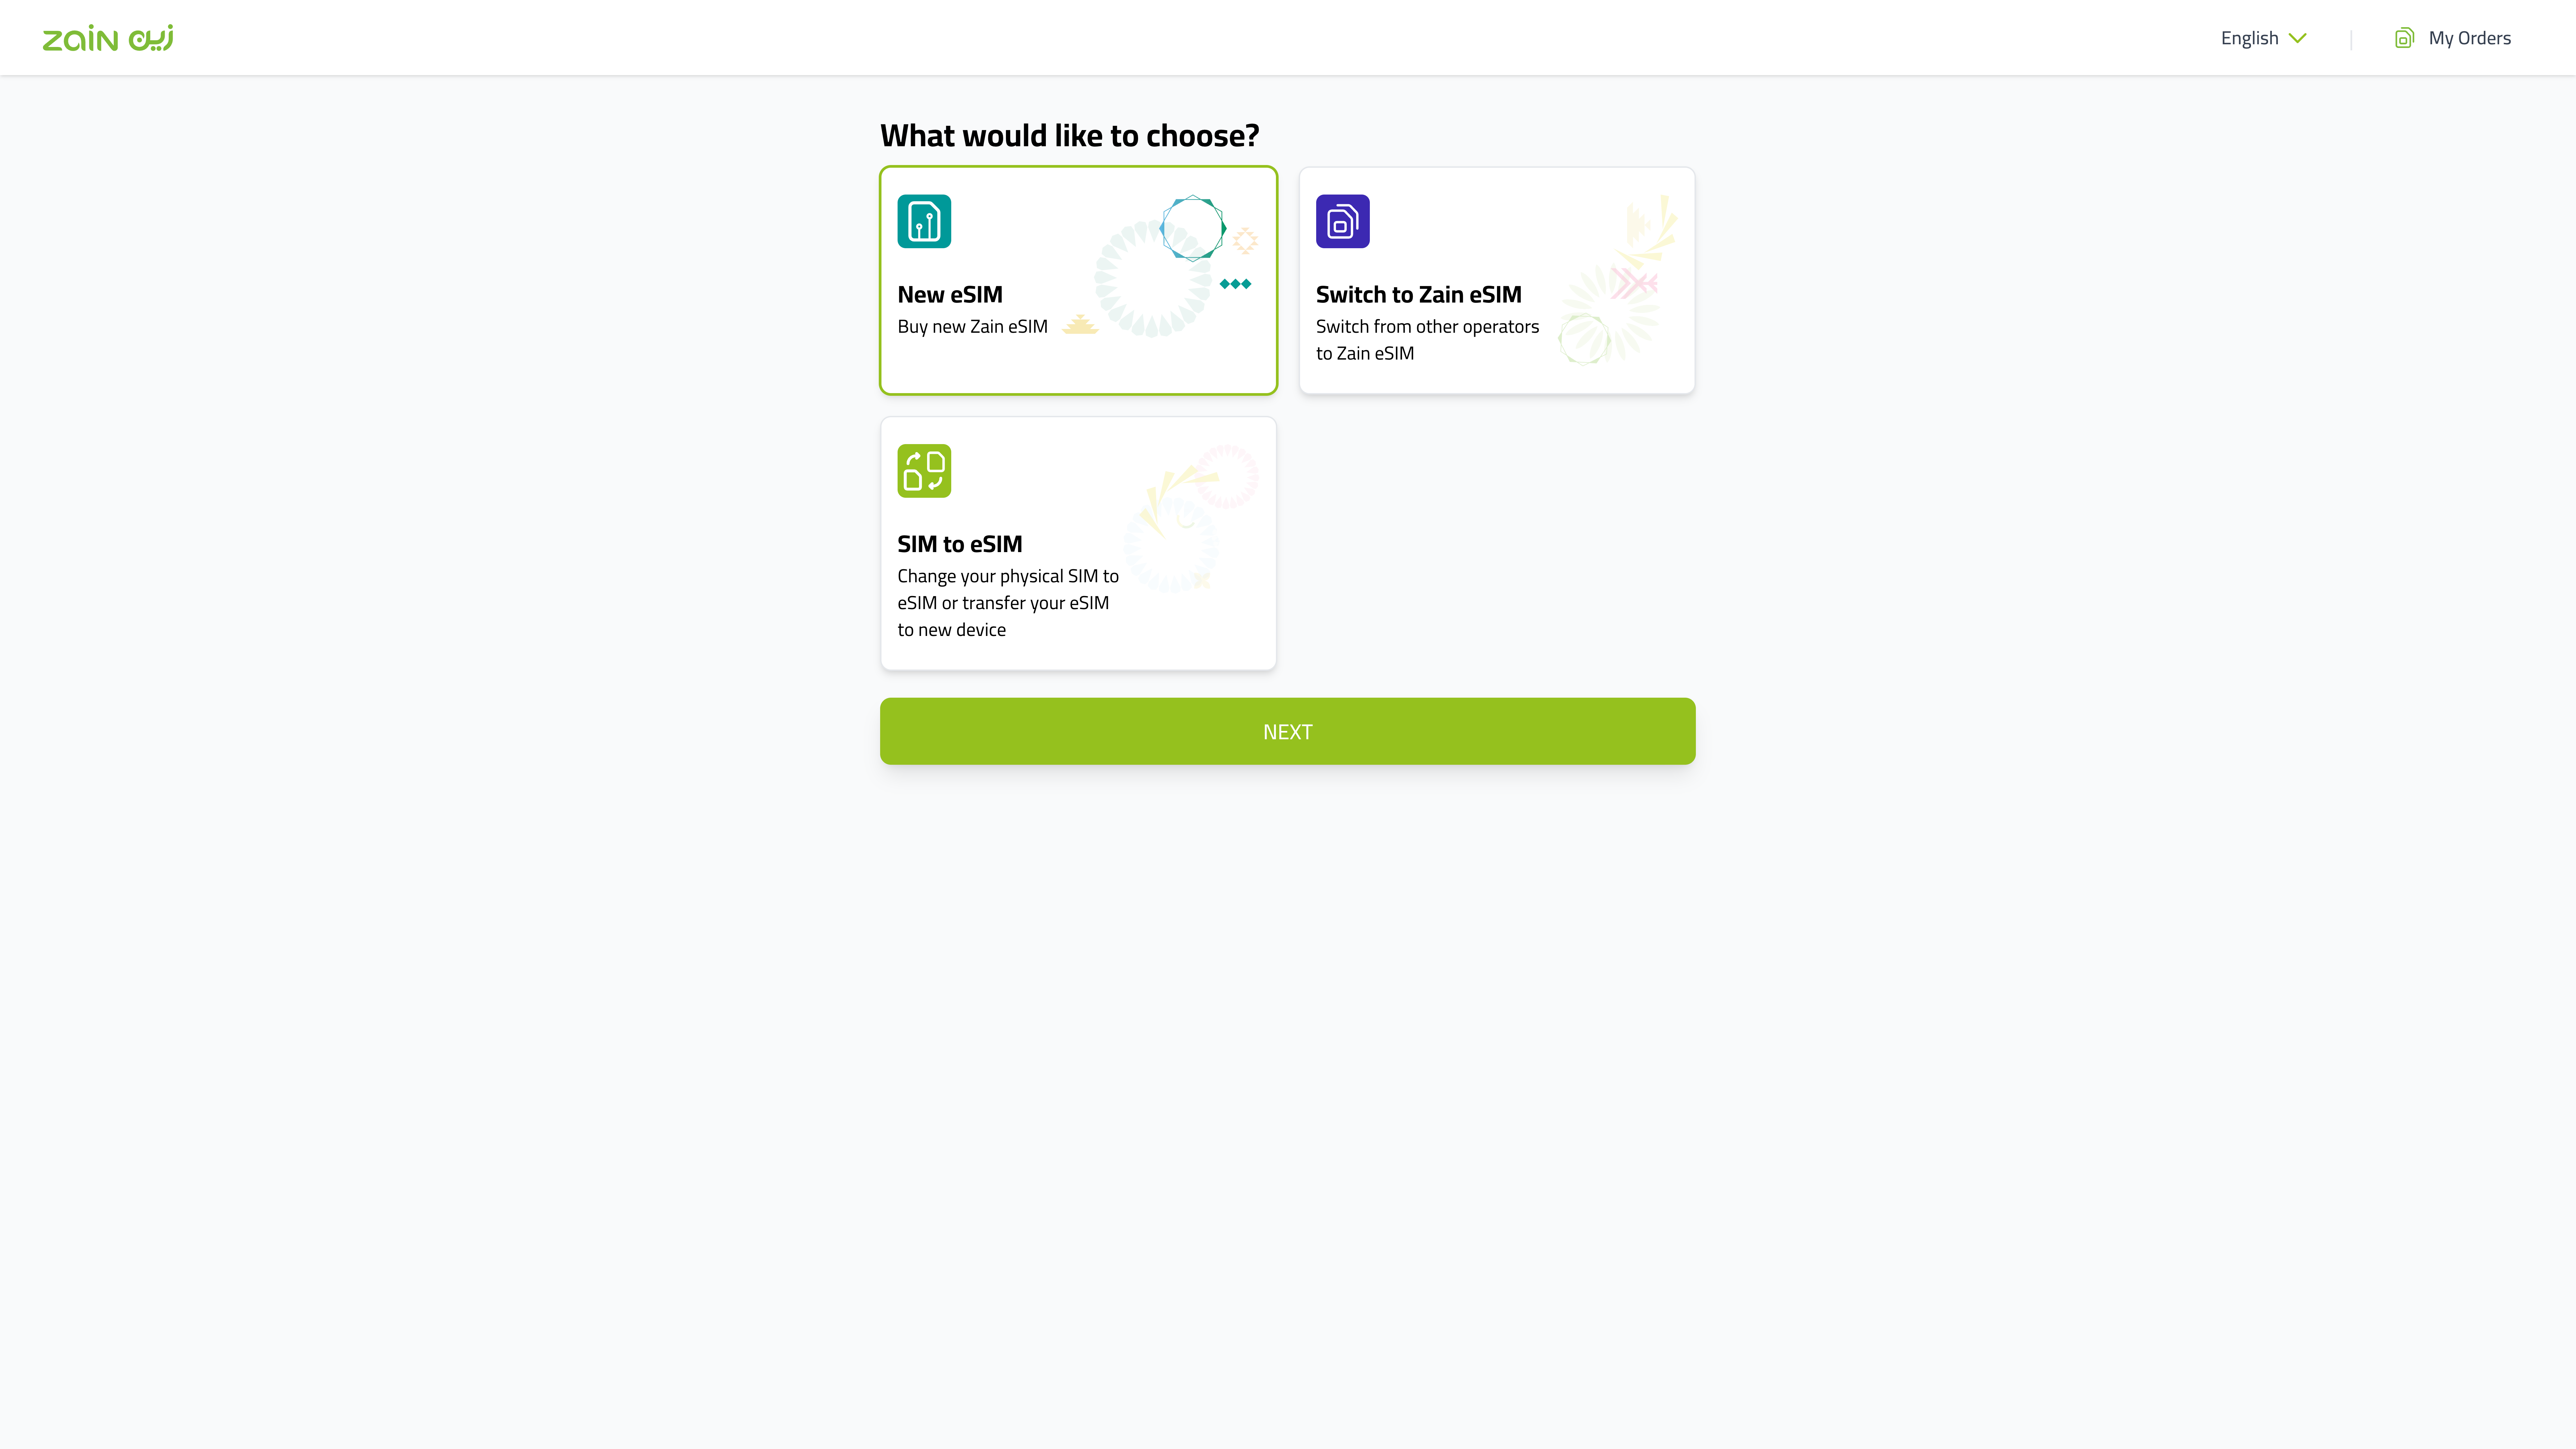 zain زين
English
My Orders
What would like to choose?
New eSIM
Buy new Zain eSIM
Switch to Zain eSIM
Switch from other operators
to Zain eSIM
SIM to eSIM
Change your physical SIM to
eSIM or transfer your eSIM
to new device
NEXT